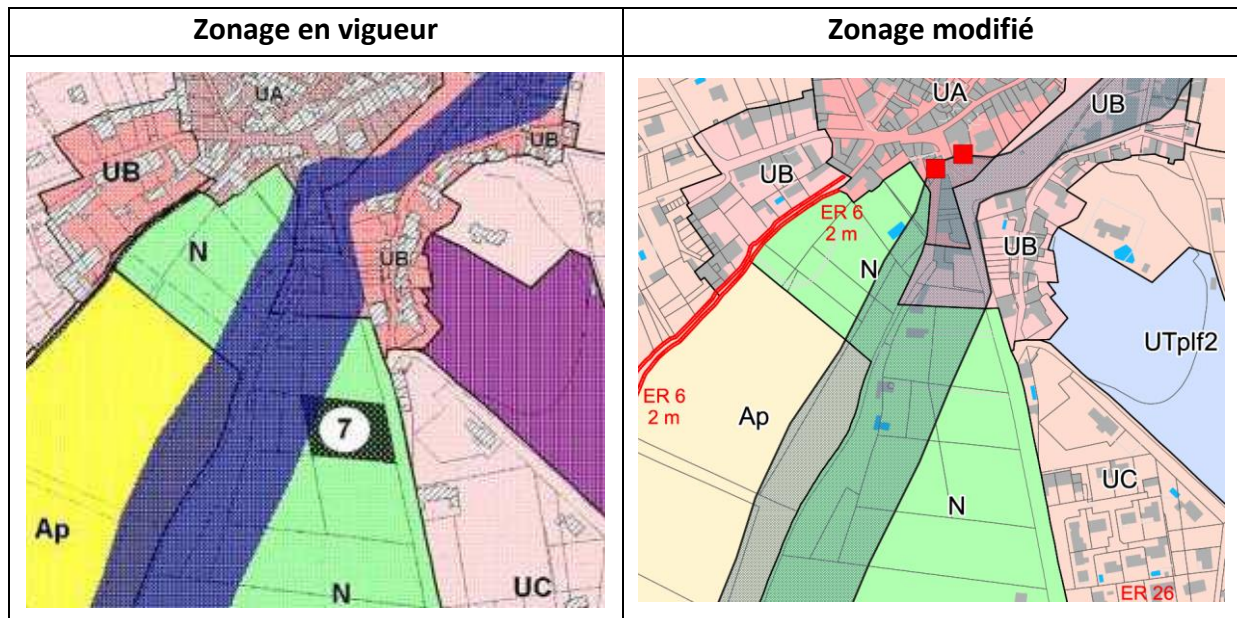 Zonage en vigueur
Zonage modifié
UA
UB
UB
N
UB
7
Ap
N
UC
UA
UB
UB
ER 6
2 m
N
UB
UTplf2
ER 6
2 m
Ap
UC
N
ER 26